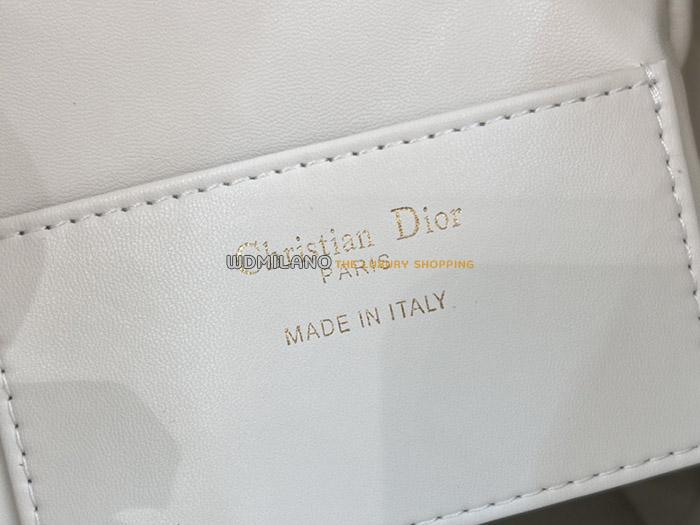 Christian Dior
WDMILANO THE LUXURY SHOPPING
PARIS
MADE IN ITALY